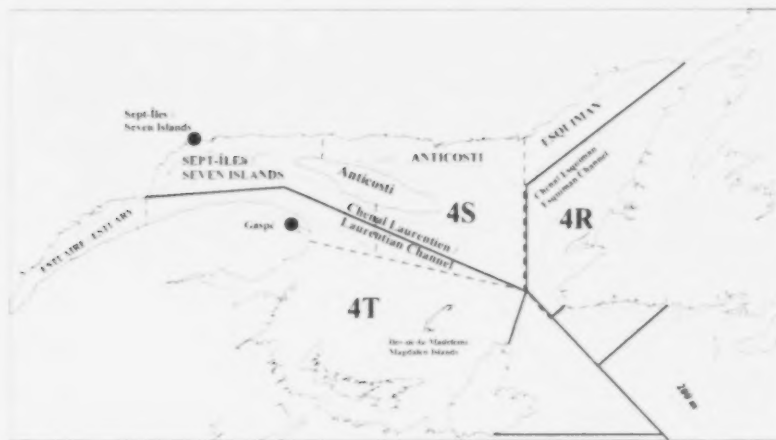 Sept-Îles
Seven Islands
SEPT-ÎLES
SEVEN ISLANDS
ESTUAIRE-ESTUARY
Anticosti
ANTICOSTI
ESQUIMAN
Chenal Esquiman
Esquiman Channel
4S
4R
Chenal Laurentien
Laurentian Channel
Gaspé
4T
Îles-de-la-Madeleine
Magdalen Islands
200 m